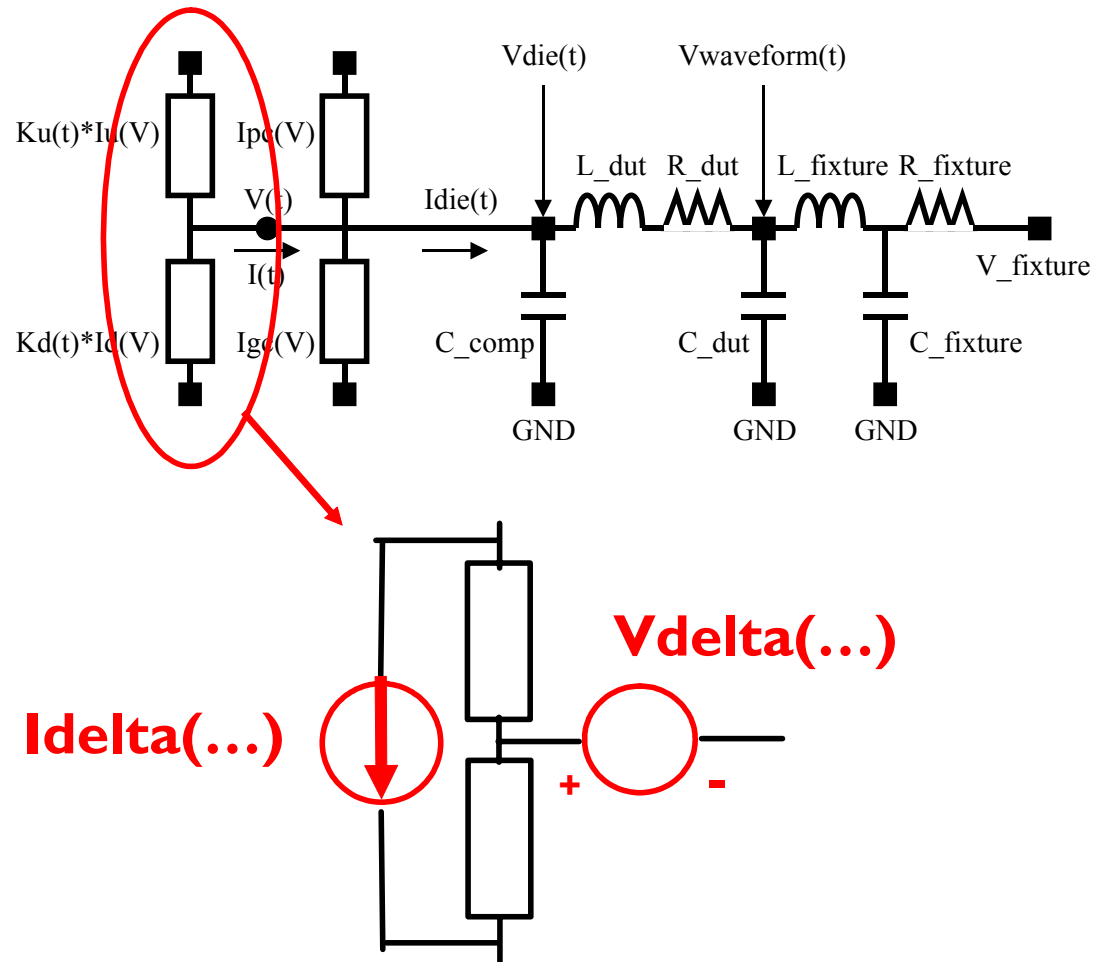 Vdie(t)
Vwaveform(t)
Ku(t)*Iu(V)
Ipc(V)
L_dut
R_dut
L_fixture
R_fixture
V(t)
Idie(t)
I(t)
V_fixture
Kd(t)*Id(V)
Igc(V)
C_comp
C_dut
C_fixture
GND
GND
GND
Vdelta(…)
Idelta(…)
+
-